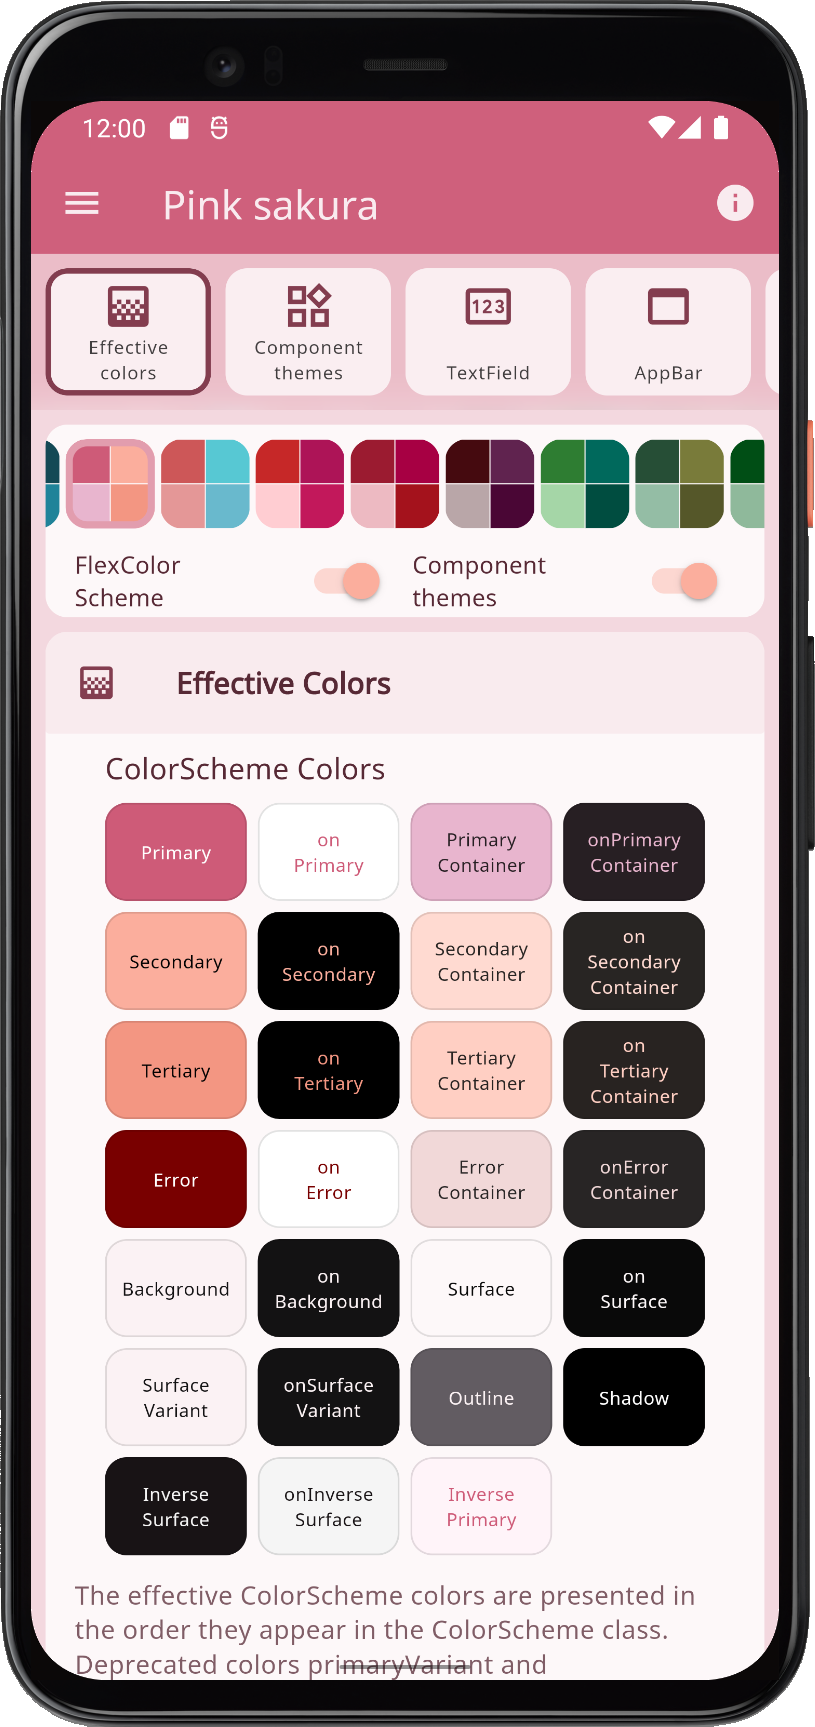 12:00
Pink sakura
Effective
colors
Component
themes
123
TextField
AppBar
FlexColor
Scheme
Component
themes
Effective Colors
ColorScheme Colors
Primary
on
Primary
Primary
Container
onPrimary
Container
Secondary
on
Secondary
Secondary
Container
on
Secondary
Container
Tertiary
on
Tertiary
Tertiary
Container
on
Tertiary
Container
Error
on
Error
Error
Container
onError
Container
Background
on
Background
Surface
on
Surface
Surface
Variant
onSurface
Variant
Outline
Shadow
Inverse
Surface
onInverse
Surface
Inverse
Primary
The effective ColorScheme colors are presented in
the order they appear in the ColorScheme class.
Deprecated colors primaryVariant and